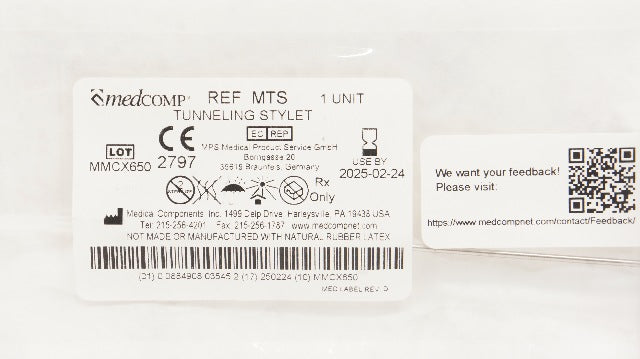 medcomp® REF MTS 1 UNIT
TUNNELING STYLET
LOT
MMCX650
CE
2797
EC REP
MPS Medical Product Service GmbH
Borngasse 20
35619 Braunfels, Germany
USE BY
2025-02-24
Rx
Only
Medical Components, Inc. 1499 Delp Drive, Harleysville, PA 19438 USA
Tel: 215-256-4201 Fax: 215-256-1787 www.medcompnet.com
NOT MADE OR MANUFACTURED WITH NATURAL RUBBER LATEX
(01) 0 0884908 03545 2 (17) 250224 (10) MMCX650
MED LABEL REV. D
We want your feedback!
Please visit:
https://www.medcompnet.com/contact/Feedback/